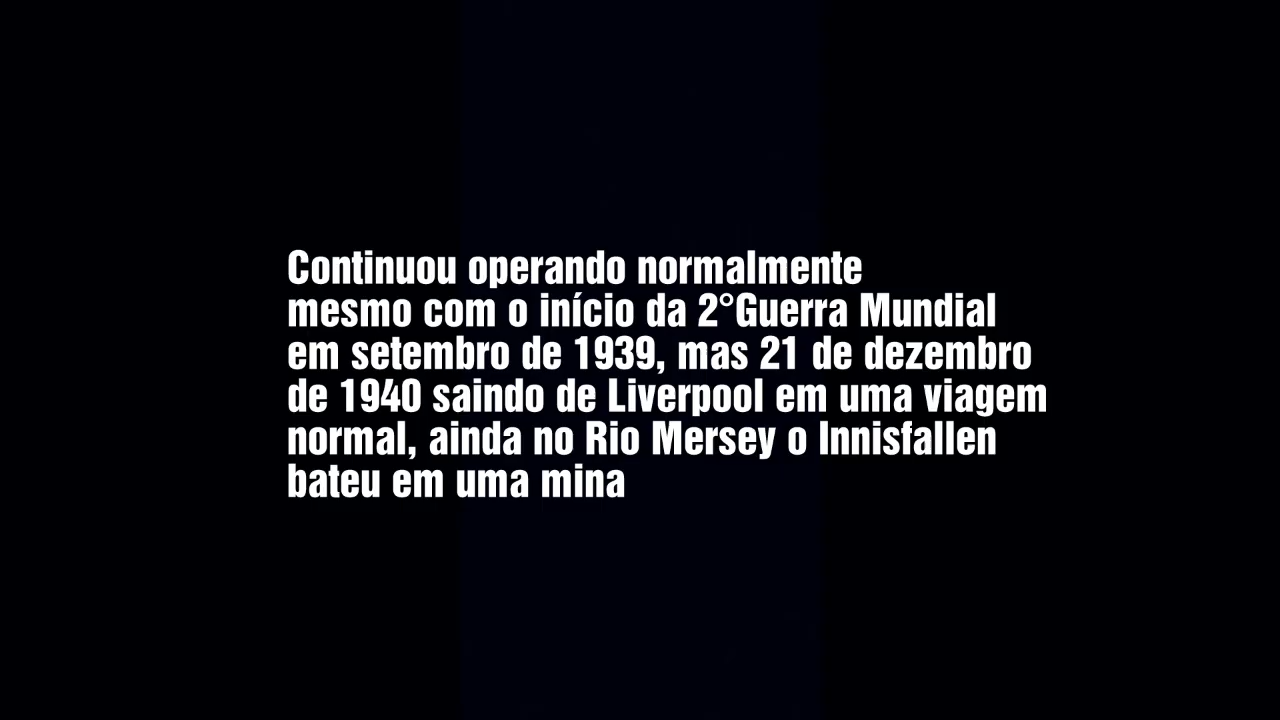 Continuou operando normalmente
mesmo com o início da 2°Guerra Mundial
em setembro de 1939, mas 21 de dezembro
de 1940 saindo de Liverpool em uma viagem
normal, ainda no Rio Mersey o Innisfallen
bateu em uma mina